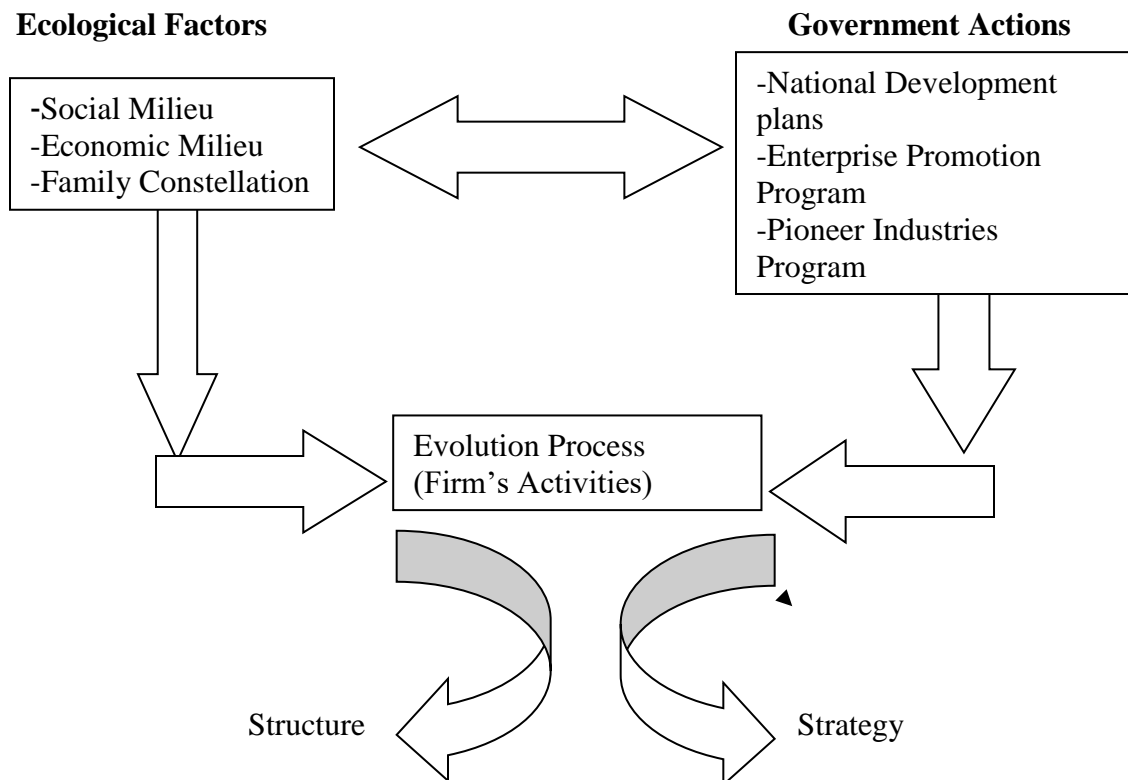 Ecological Factors
Government Actions
-Social Milieu
-Economic Milieu
-Family Constellation
-National Development
plans
-Enterprise Promotion
Program
-Pioneer Industries
Program
Evolution Process
(Firm’s Activities)
Structure
Strategy